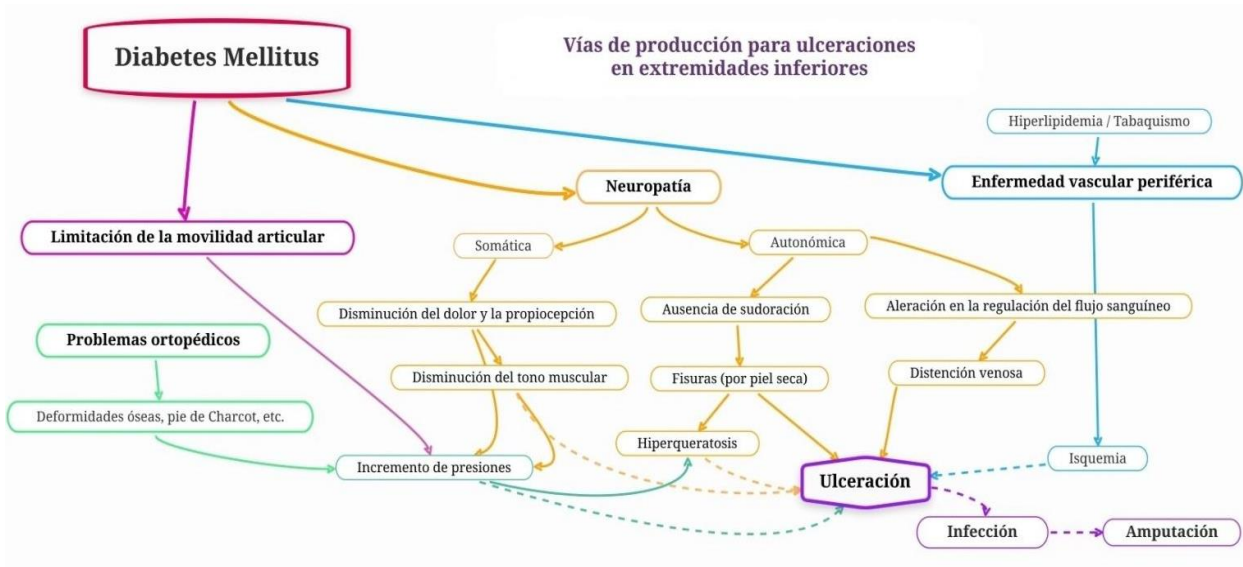 Diabetes Mellitus
Vías de producción para ulceraciones
en extremidades inferiores
Hiperlipidemia / Tabaquismo
Neuropatía
Enfermedad vascular periférica
Limitación de la movilidad articular
Somática
Autonómica
Disminución del dolor y la propiocepción
Ausencia de sudoración
Aleración en la regulación del flujo sanguíneo
Problemas ortopédicos
Disminución del tono muscular
Fisuras (por piel seca)
Distención venosa
Deformidades óseas, pie de Charcot, etc.
Hiperqueratosis
Incremento de presiones
Isquemia
Ulceración
Infección
Amputación